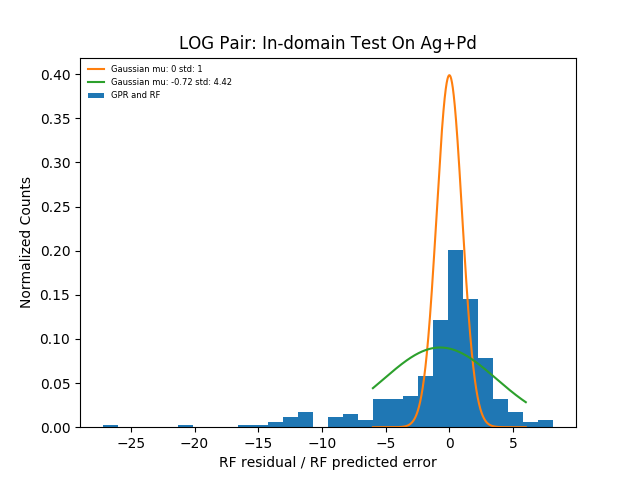 LOG Pair: In-domain Test On Ag+Pd
Gaussian mu: 0 std: 1
Gaussian mu: -0.72 std: 4.42
GPR and RF
Normalized Counts
0.40
0.35
0.30
0.25
0.20
0.15
0.10
0.05
0.00
−25
−20
−15
−10
−5
0
5
RF residual / RF predicted error